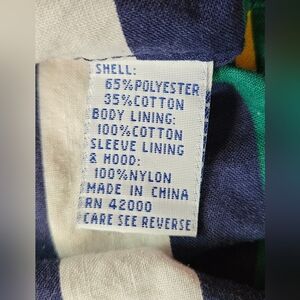 SHELL:
65%POLYESTER
35%COTTON
BODY LINING:
100%COTTON
SLEEVE LINING
& HOOD:
100%NYLON
MADE IN CHINA
RN 42000
CARE SEE REVERSE